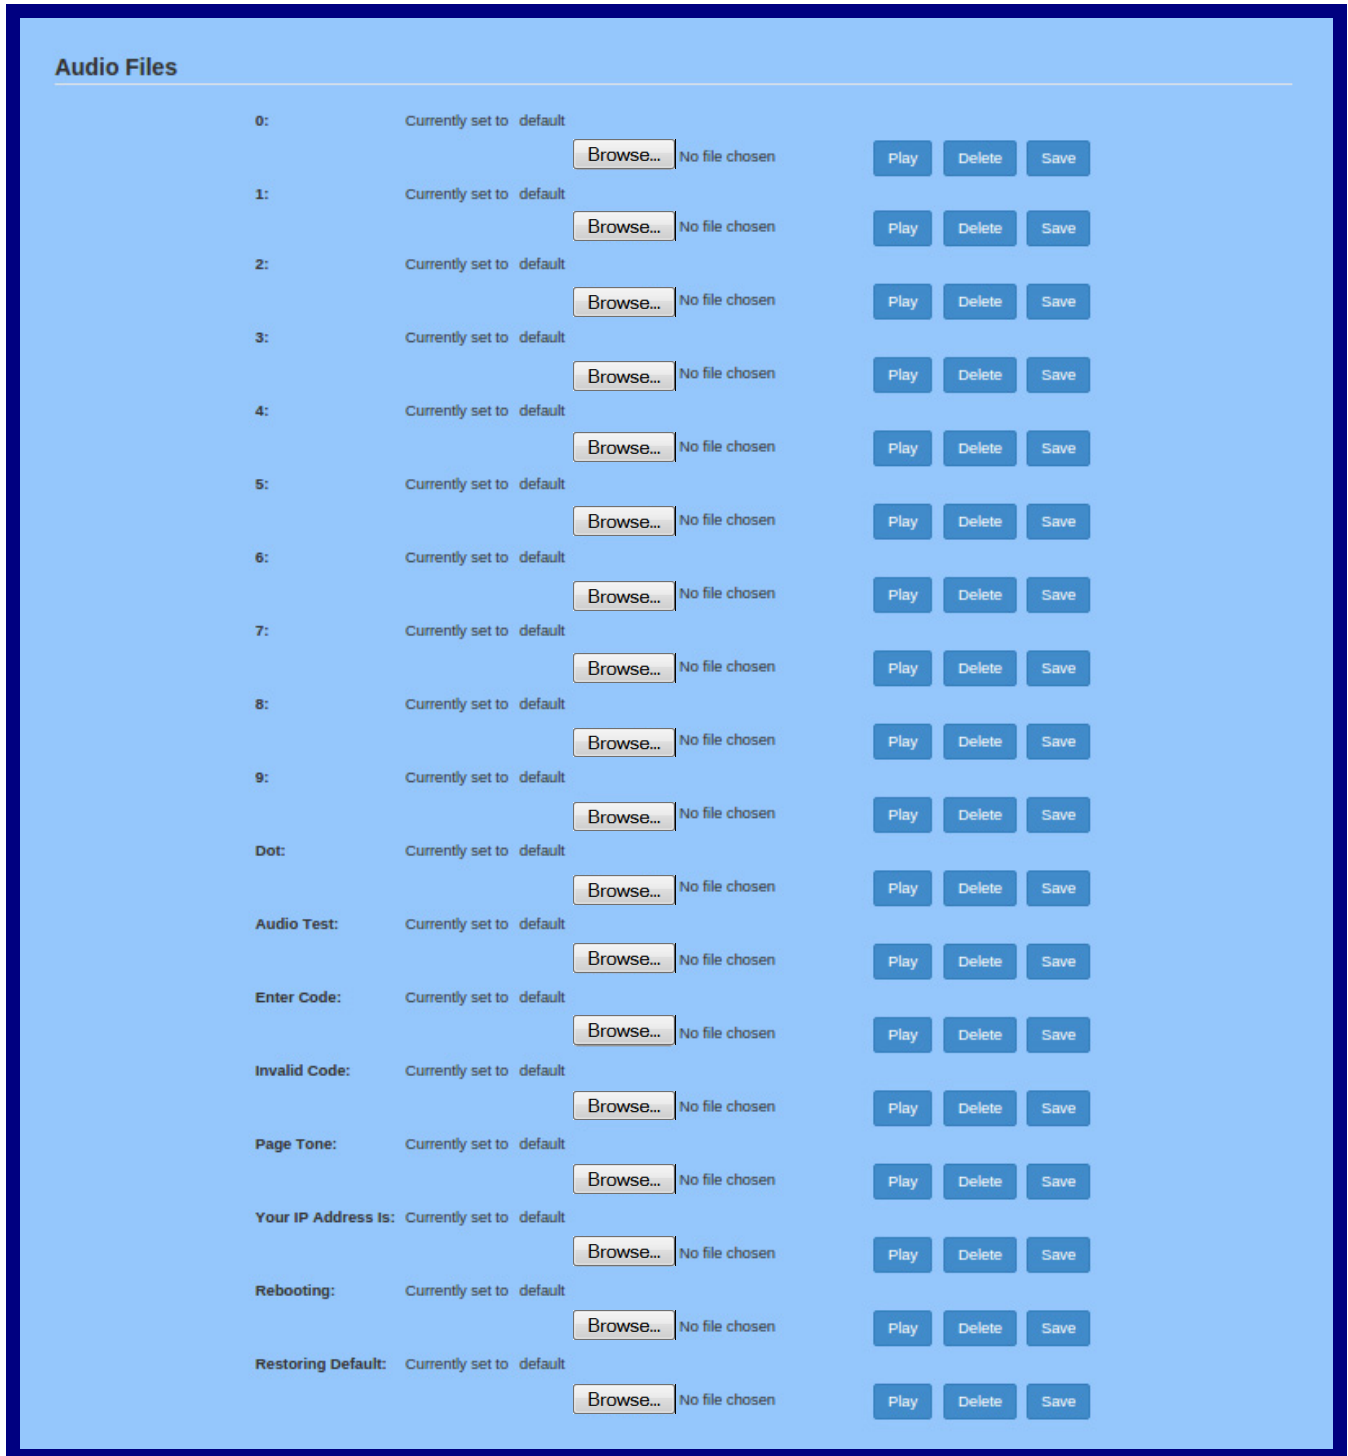 Audio Files
0: Currently set to default
Browse... No file chosen Play Delete Save
1: Currently set to default
Browse... No file chosen Play Delete Save
2: Currently set to default
Browse... No file chosen Play Delete Save
3: Currently set to default
Browse... No file chosen Play Delete Save
4: Currently set to default
Browse... No file chosen Play Delete Save
5: Currently set to default
Browse... No file chosen Play Delete Save
6: Currently set to default
Browse... No file chosen Play Delete Save
7: Currently set to default
Browse... No file chosen Play Delete Save
8: Currently set to default
Browse... No file chosen Play Delete Save
9: Currently set to default
Browse... No file chosen Play Delete Save
Dot: Currently set to default
Browse... No file chosen Play Delete Save
Audio Test: Currently set to default
Browse... No file chosen Play Delete Save
Enter Code: Currently set to default
Browse... No file chosen Play Delete Save
Invalid Code: Currently set to default
Browse... No file chosen Play Delete Save
Page Tone: Currently set to default
Browse... No file chosen Play Delete Save
Your IP Address Is: Currently set to default
Browse... No file chosen Play Delete Save
Rebooting: Currently set to default
Browse... No file chosen Play Delete Save
Restoring Default: Currently set to default
Browse... No file chosen Play Delete Save